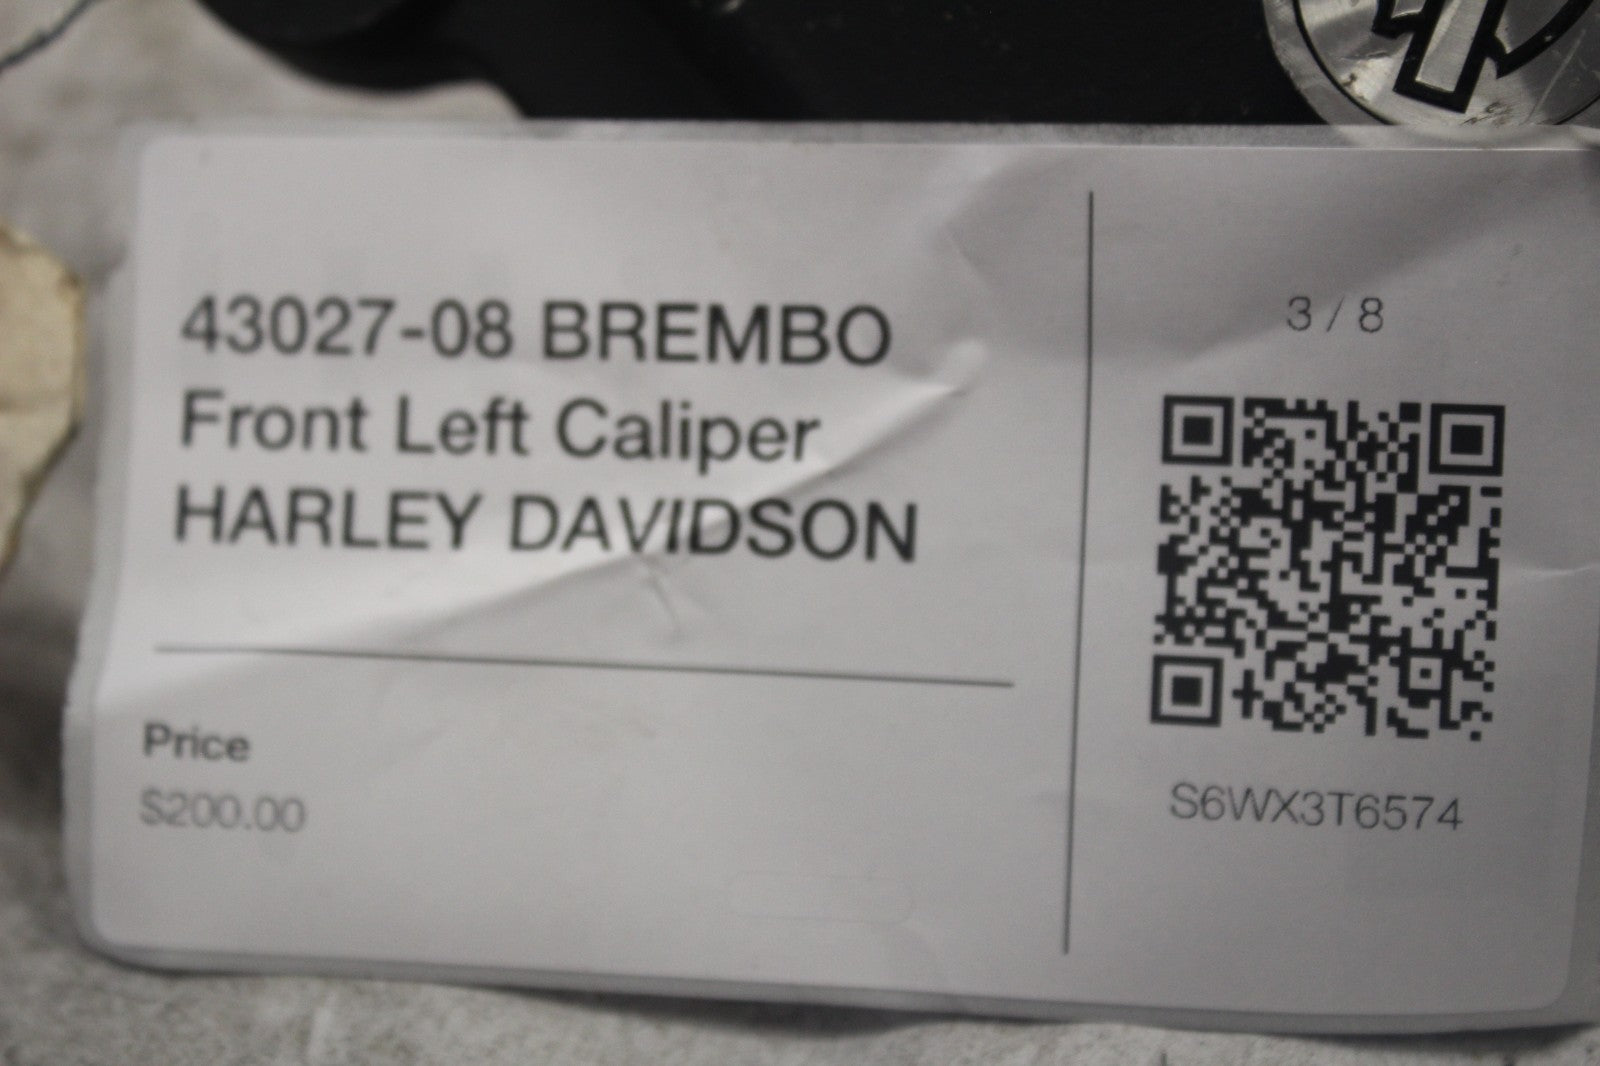 43027-08 BREMBO
Front Left Caliper
HARLEY DAVIDSON
Price
$200.00
3 / 8
S6WX3T6574